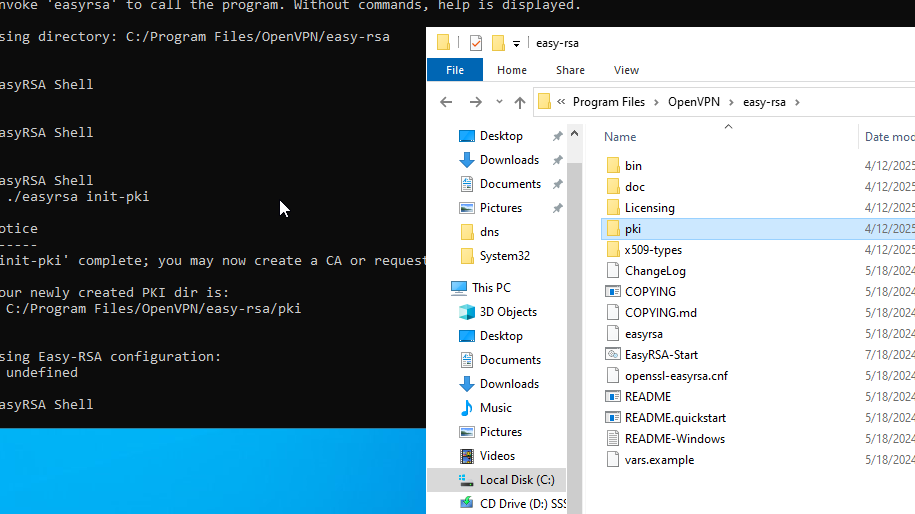 nvoke 'easyrsa' to call the program. Without commands, help is displayed.
sing directory: C:/Program Files/OpenVPN/easy-rsa
asyRSA Shell
asyRSA Shell
asyRSA Shell
./easyrsa init-pki
otice
------
init-pki' complete; you may now create a CA or request
our newly created PKI dir is:
C:/Program Files/OpenVPN/easy-rsa/pki
sing Easy-RSA configuration:
undefined
asyRSA Shell
easy-rsa
File Home Share View
« Program Files > OpenVPN > easy-rsa >
Desktop
Downloads
Documents
Pictures
dns
System32
This PC
3D Objects
Desktop
Documents
Downloads
Music
Pictures
Videos
Local Disk (C:)
CD Drive (D:) SSS
Name Date mod
bin 4/12/2025
doc 4/12/2025
Licensing 4/12/2025
pki 4/12/2025
x509-types 4/12/2025
ChangeLog 5/18/2024
COPYING 5/18/2024
COPYING.md 5/18/2024
easyrsa 5/18/2024
EasyRSA-Start 7/18/2024
openssl-easyrsa.cnf 5/18/2024
README 5/18/2024
README.quickstart 5/18/2024
README-Windows 5/18/2024
vars.example 5/18/2024